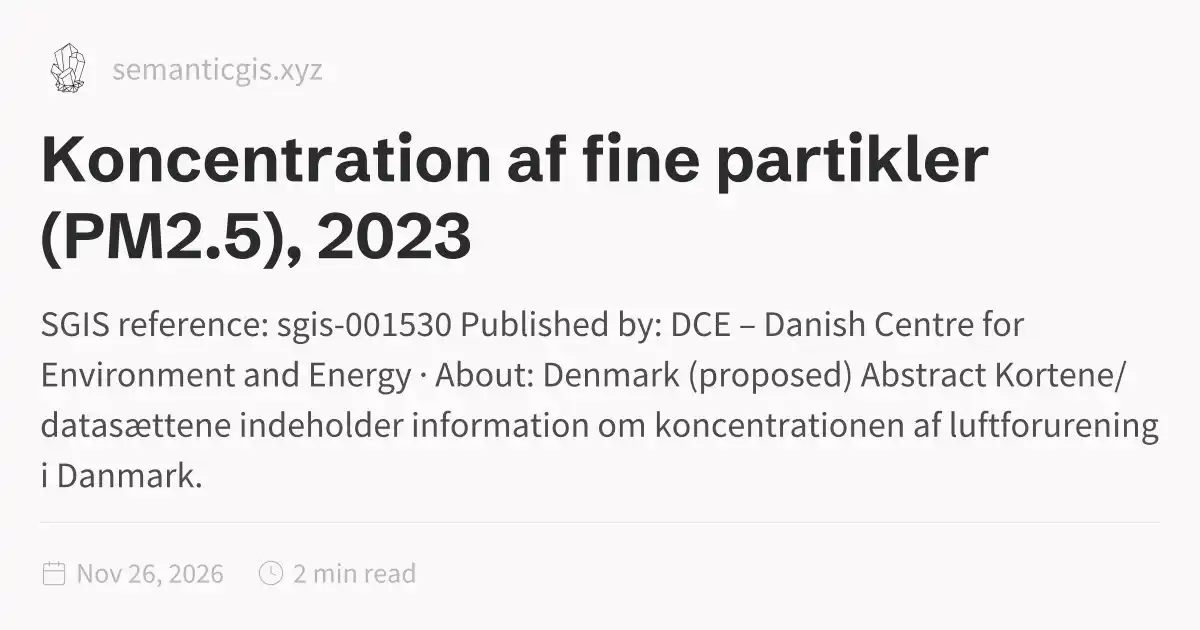 semanticgis.xyz
Koncentration af fine partikler
(PM2.5), 2023
SGIS reference: sgis-001530 Published by: DCE – Danish Centre for
Environment and Energy · About: Denmark (proposed) Abstract Kortene/
datasættene indeholder information om koncentrationen af luftforurening
i Danmark.
Nov 26, 2026 2 min read